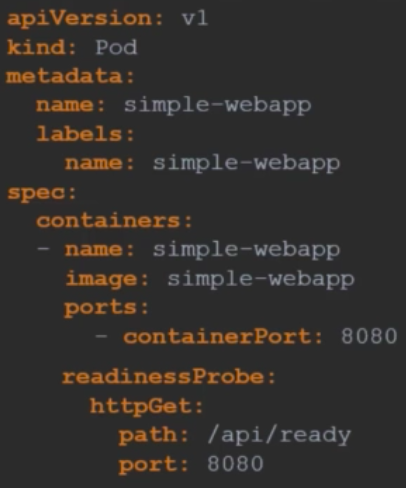 apiVersion: v1
kind: Pod
metadata:
  name: simple-webapp
  labels:
    name: simple-webapp
spec:
  containers:
  - name: simple-webapp
    image: simple-webapp
    ports:
      - containerPort: 8080
    readinessProbe:
      httpGet:
        path: /api/ready
        port: 8080